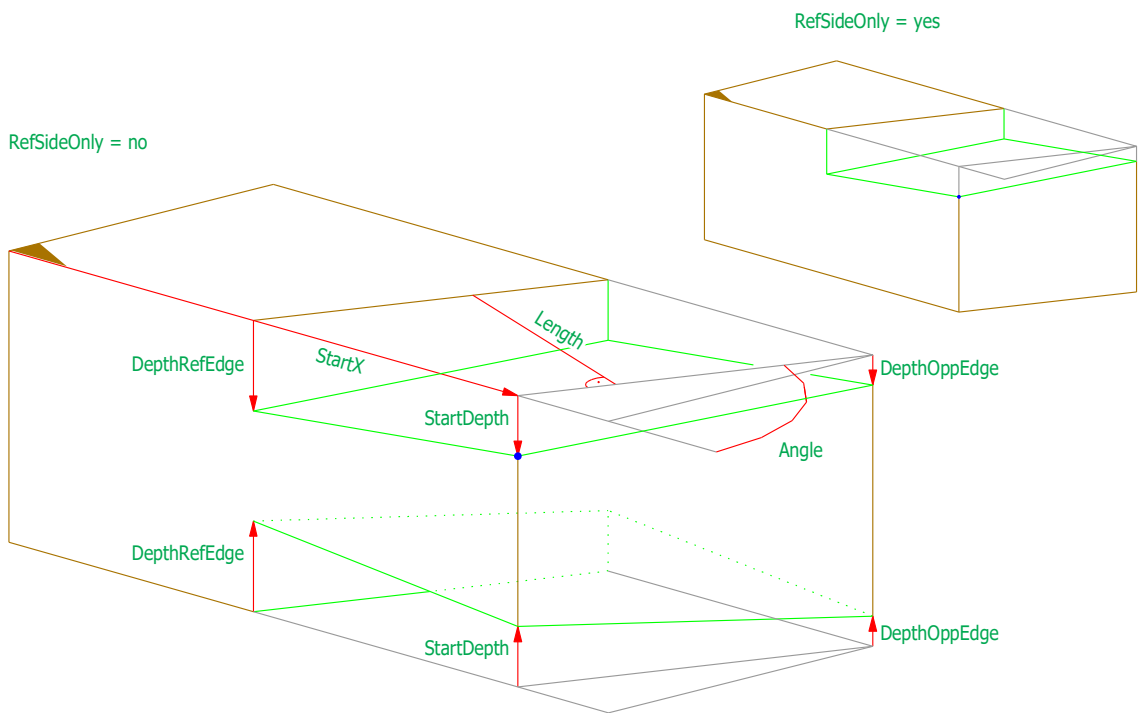 RefSideOnly = yes
RefSideOnly = no
Length
StartX
DepthRefEdge
DepthOppEdge
StartDepth
Angle
DepthRefEdge
DepthOppEdge
StartDepth